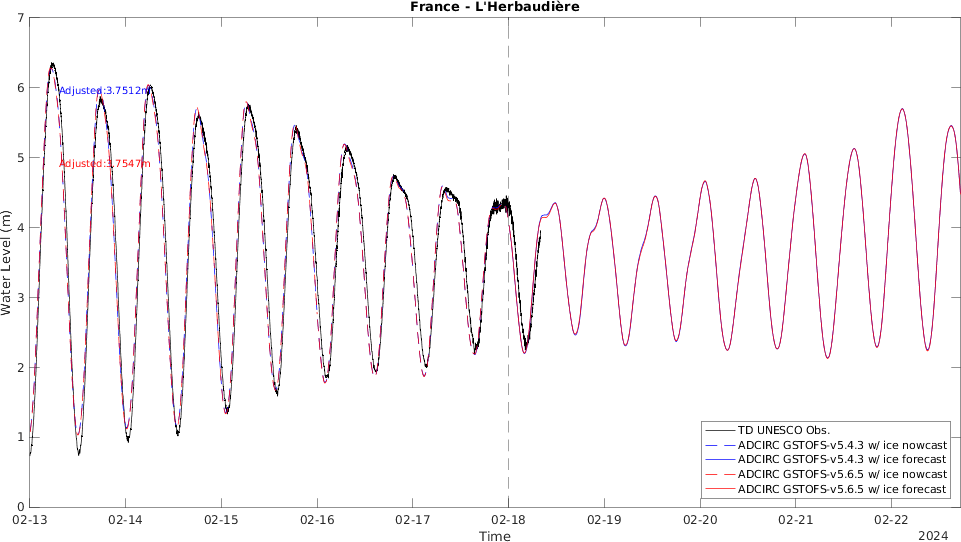 France - L'Herbaudière
7
6
5
4
3
2
1
0
Water Level (m)
Adjusted:3.7512m
Adjusted:3.7547m
TD UNESCO Obs.
ADCIRC GSTOFS-v5.4.3 w/ ice nowcast
ADCIRC GSTOFS-v5.4.3 w/ ice forecast
ADCIRC GSTOFS-v5.6.5 w/ ice nowcast
ADCIRC GSTOFS-v5.6.5 w/ ice forecast
02-13 02-14 02-15 02-16 02-17 02-18 02-19 02-20 02-21 02-22
Time
2024